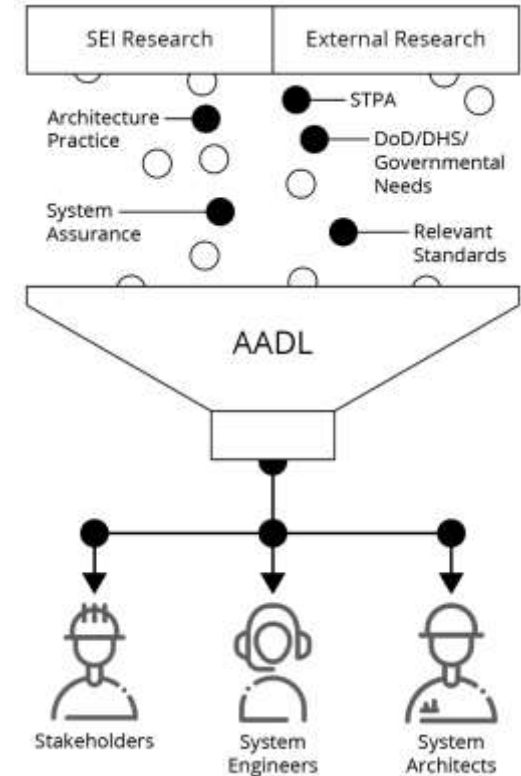 SEI Research
External Research
Architecture
Practice
STPA
DoD/DHS/
Governmental
Needs
System
Assurance
Relevant
Standards
AADL
Stakeholders
System
Engineers
System
Architects